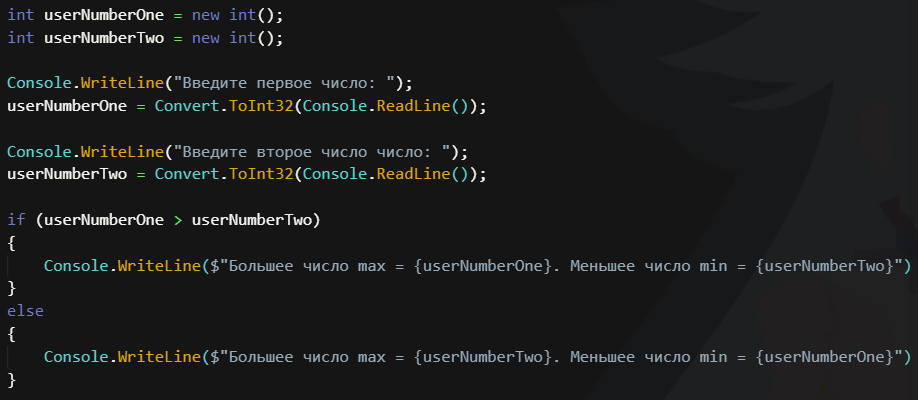 int userNumberOne = new int();
int userNumberTwo = new int();
Console.WriteLine("Введите первое число: ");
userNumberOne = Convert.ToInt32(Console.ReadLine());
Console.WriteLine("Введите второе число число: ");
userNumberTwo = Convert.ToInt32(Console.ReadLine());
if (userNumberOne > userNumberTwo)
{
    Console.WriteLine($"Большее число max = {userNumberOne}. Меньшее число min = {userNumberTwo}")
}
else
{
    Console.WriteLine($"Большее число max = {userNumberTwo}. Меньшее число min = {userNumberOne}")
}